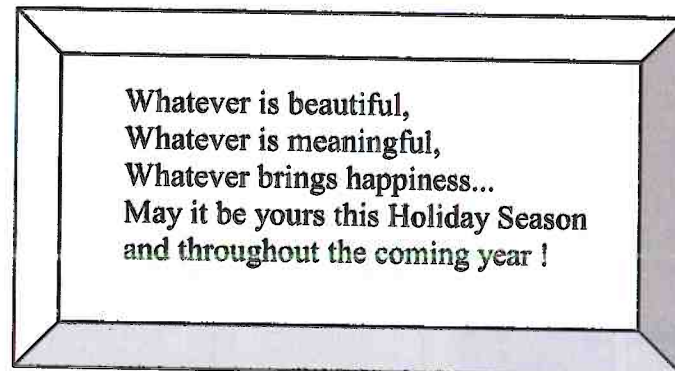 Whatever is beautiful,
Whatever is meaningful,
Whatever brings happiness...
May it be yours this Holiday Season
and throughout the coming year !